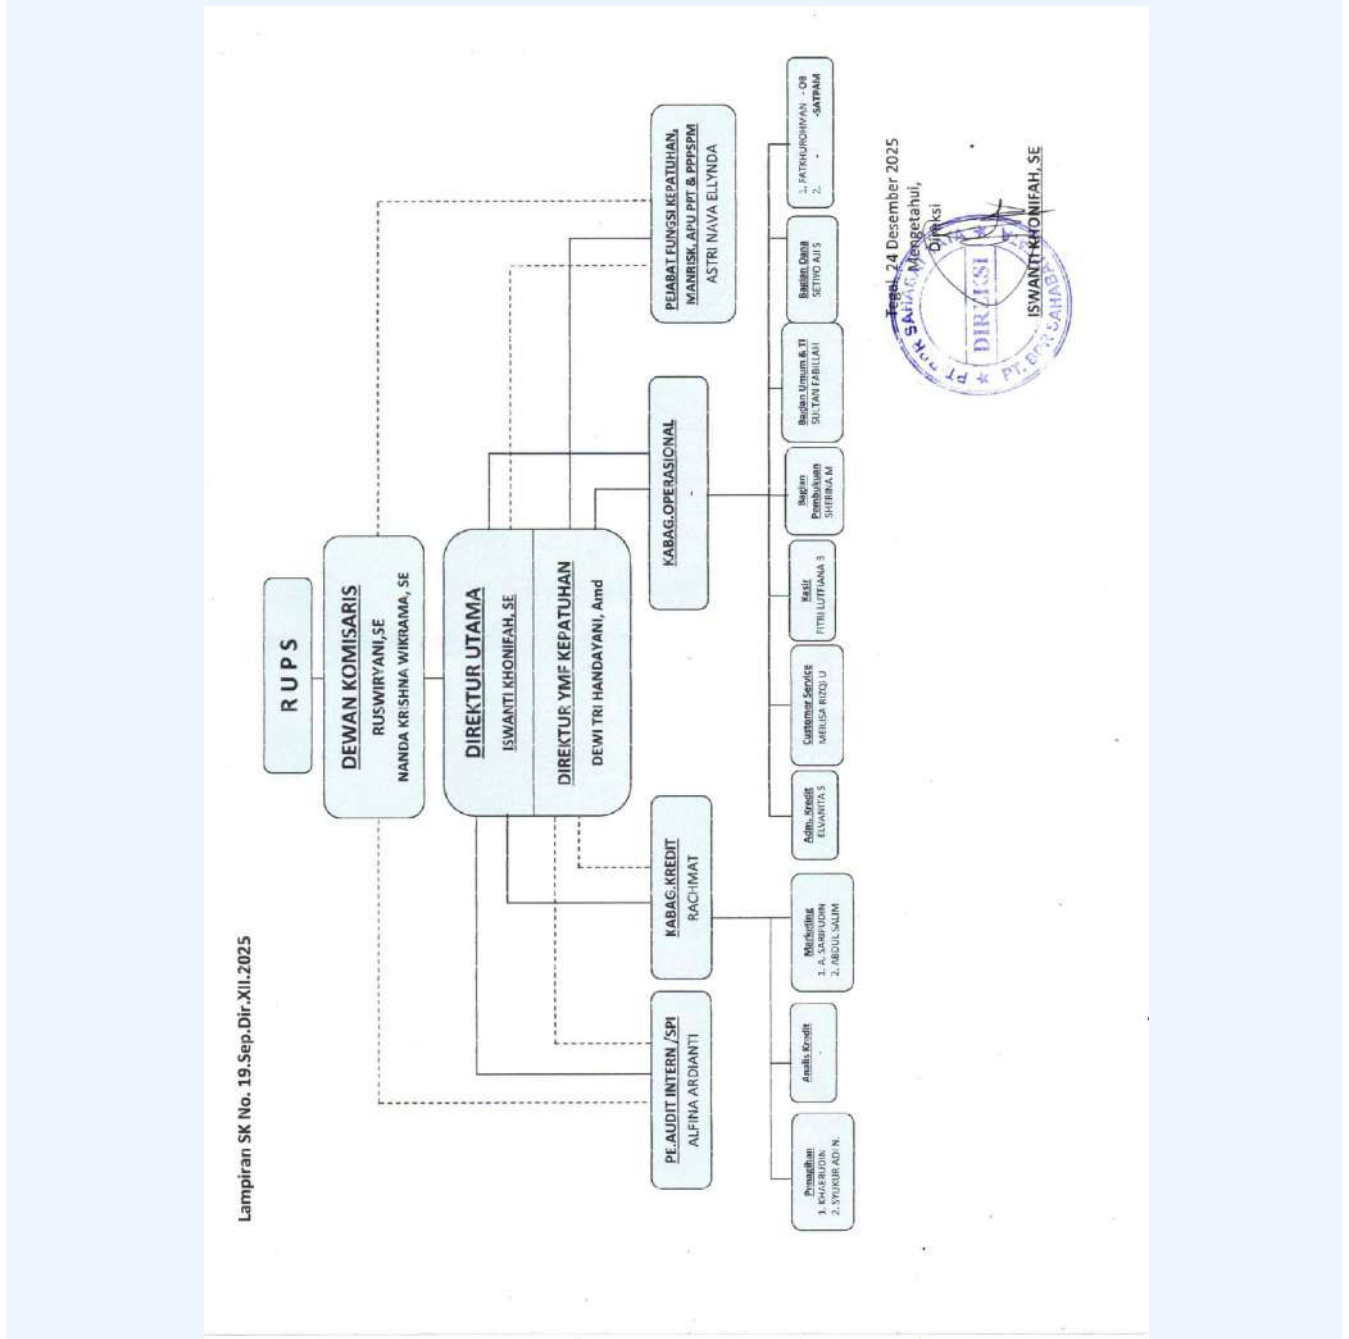 Lampiran SK No. 19.Sep.Dir.XII.2025
R U P S
DEWAN KOMISARIS
RUSWIRYANI,SE
NANDA KRISHNA WIKRAMA, SE
DIREKTUR UTAMA
ISWANTI KHONIFAH, SE
DIREKTUR YMF KEPATUHAN
DEWI TRI HANDAYANI, Amd
PE.AUDIT INTERN /SPI
ALFINA ARDIANTI
KABAG.KREDIT
RACHMAT
KABAG.OPERASIONAL
-
PEJABAT FUNGSI KEPATUHAN,
MANRISK, APU PPT & PPPSPM
ASTRI NAVA ELLYNDA
Penagihan
1. KHAERUDIN
2. SYUKUR ADI N.
Analis Kredit
-
Marketing
1. A. SARIFUDIN
2. ABDUL SALIM
Adm. Kredit
ELVANITA S
Customer Service
MEILISA RIZQI U
Kasir
FITRI LUTFIANA B
Bagian
Pembukuan
SHERINA M
Bagian Umum & TI
SULTAN FABILLAH
Bagian Dana
SETIYO AJI S
1. FATKHUROHMAN - OB
2. - -SATPAM
Tegal, 24 Desember 2025
Mengetahui,
Direksi
DIREKSI
PT. BPR SAHABAT
ISWANTI KHONIFAH, SE